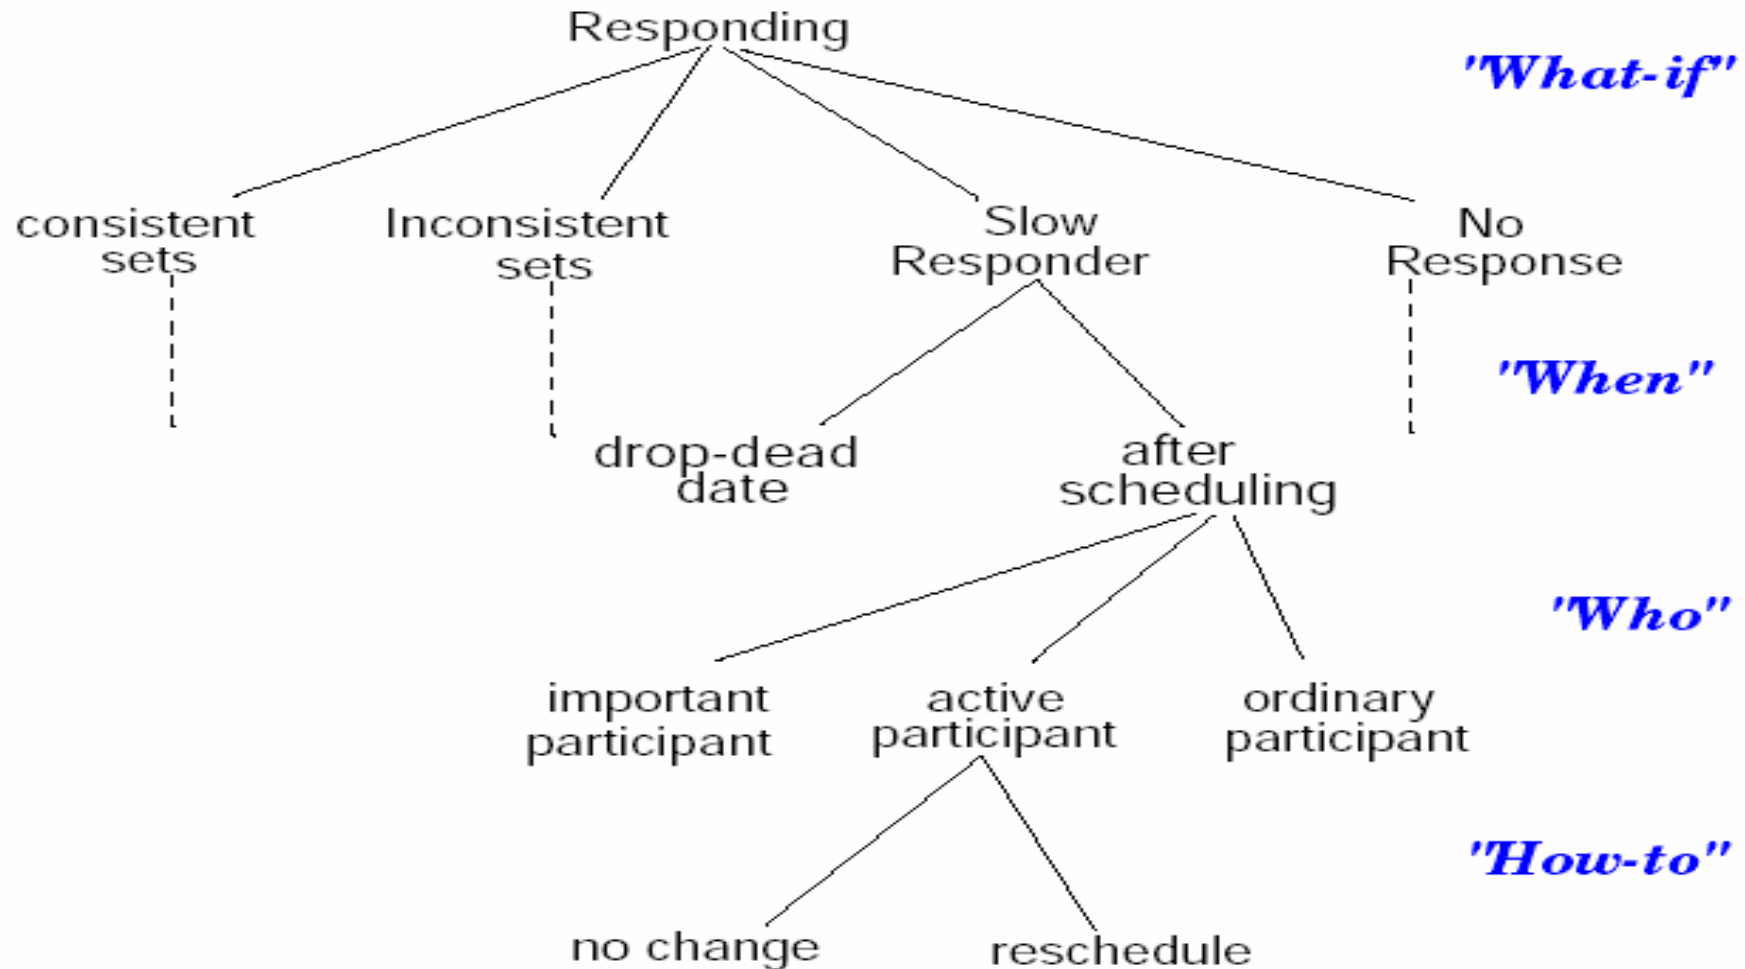 Responding
"What-if"
consistent
sets
Inconsistent
sets
Slow
Responder
No
Response
"When"
drop-dead
date
after
scheduling
"Who"
important
participant
active
participant
ordinary
participant
"How-to"
no change
reschedule